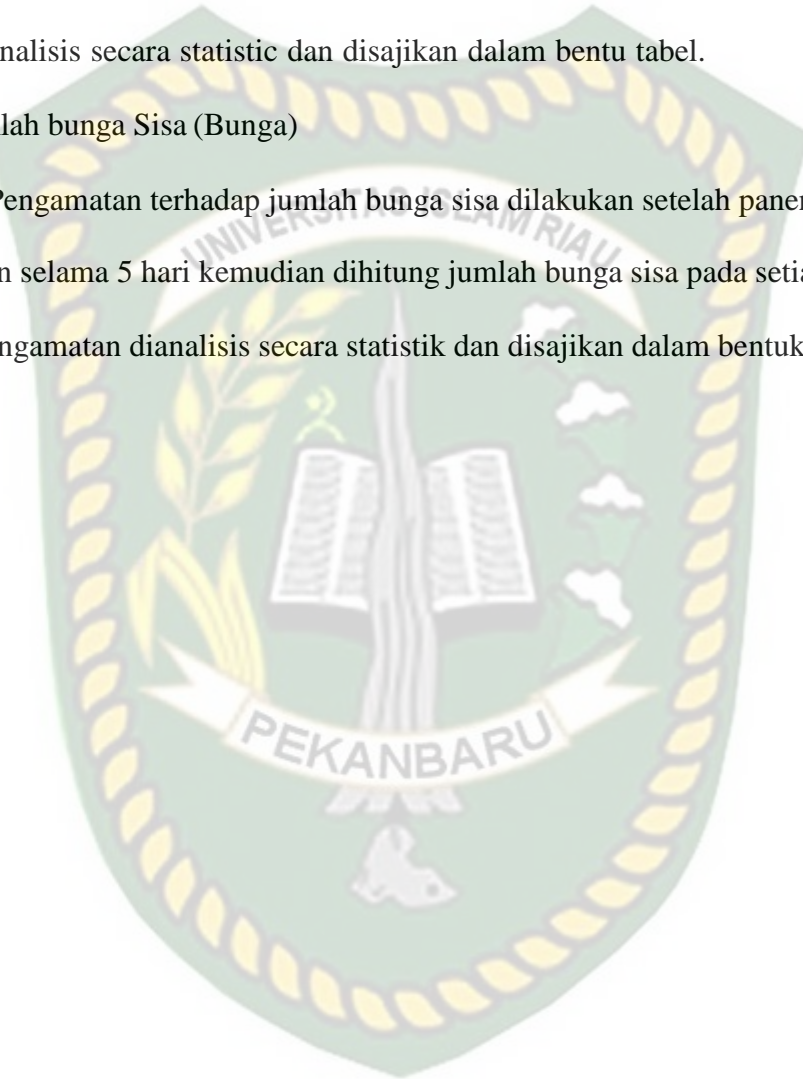 nalisis secara statistic dan disajikan dalam bentu tabel.
lah bunga Sisa (Bunga)
Pengamatan terhadap jumlah bunga sisa dilakukan setelah panen
n selama 5 hari kemudian dihitung jumlah bunga sisa pada setia
ngamatan dianalisis secara statistik dan disajikan dalam bentuk
UNIVERSITAS ISLAM RIAU
PEKANBARU